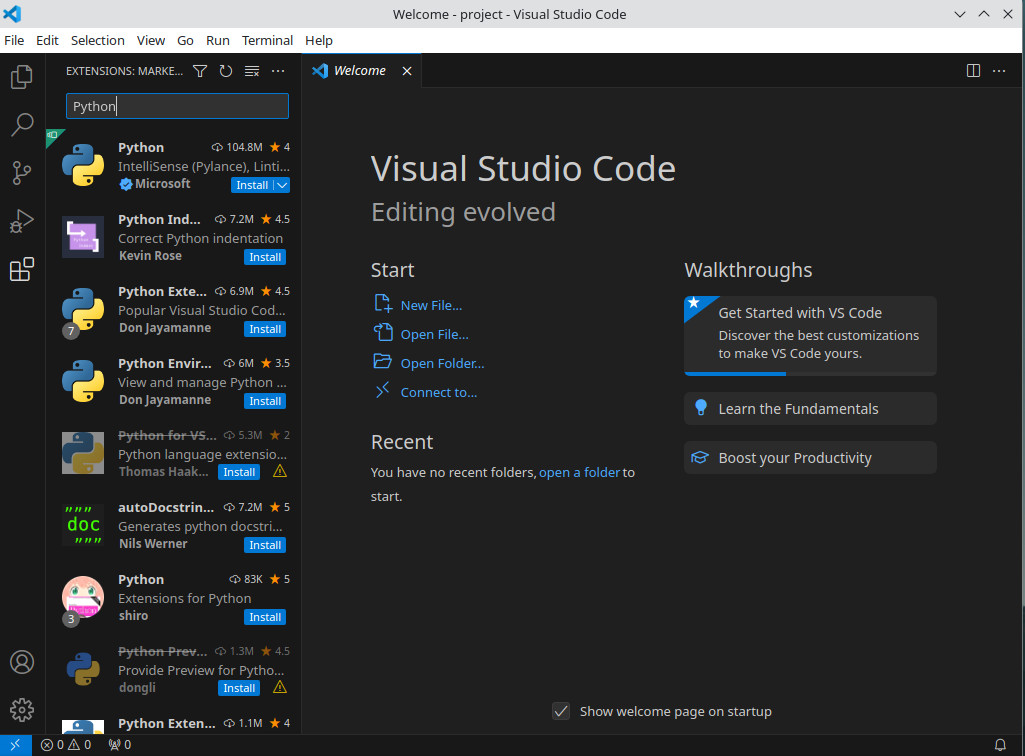 Welcome - project - Visual Studio Code
File Edit Selection View Go Run Terminal Help
EXTENSIONS: MARKE...
Welcome
Python
Python 104.8M 4
IntelliSense (Pylance), Linti...
Microsoft Install
Python Ind... 7.2M 4.5
Correct Python indentation
Kevin Rose Install
Python Exte... 6.9M 4.5
Popular Visual Studio Cod...
7 Don Jayamanne Install
Python Envir... 6M 3.5
View and manage Python ...
Don Jayamanne Install
Python for VS... 5.3M 2
Python language extensio...
Thomas Haak... Install
autoDocstrin... 7.2M 5
"""
doc
"""
Generates python docstri...
Nils Werner Install
Python 83K 5
Extensions for Python
3 shiro Install
Python Prev... 1.3M 4.5
Provide Preview for Pytho...
dongli Install
Python Exten... 1.1M 4
Visual Studio Code
Editing evolved
Start
New File...
Open File...
Open Folder...
Connect to...
Recent
You have no recent folders, open a folder to
start.
Walkthroughs
Get Started with VS Code
Discover the best customizations
to make VS Code yours.
Learn the Fundamentals
Boost your Productivity
Show welcome page on startup
0 0 0